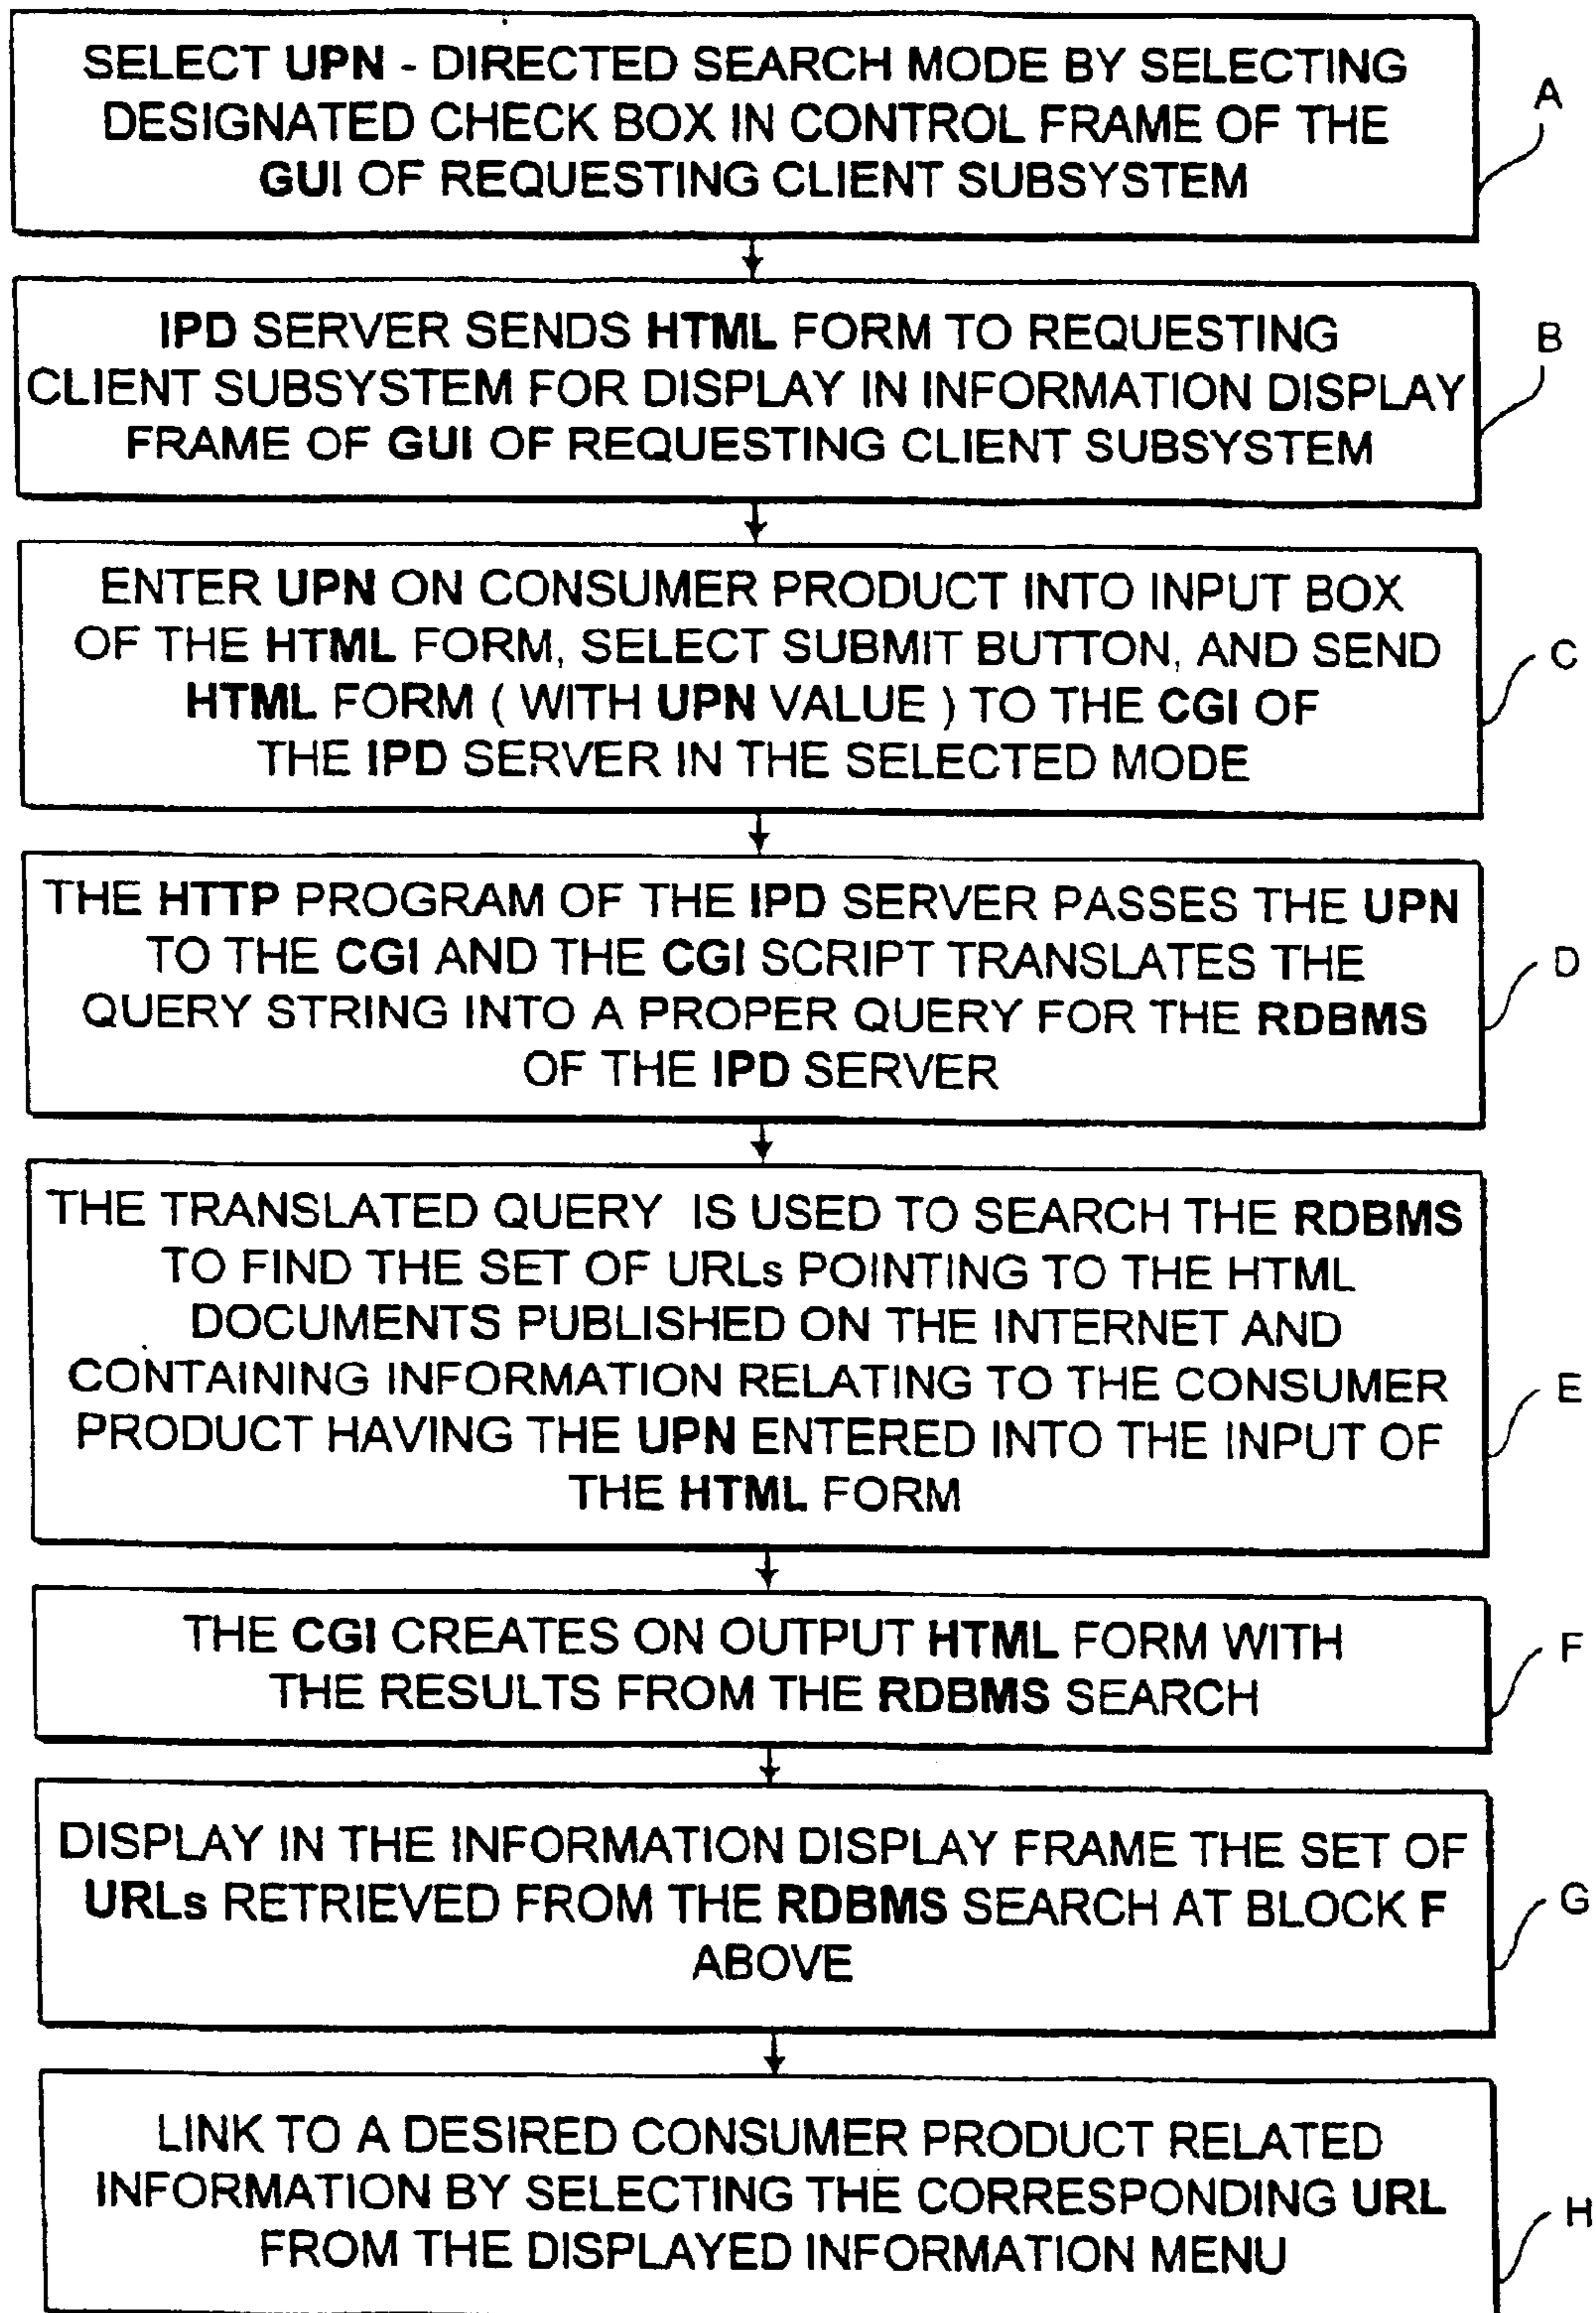 SELECT UPN - DIRECTED SEARCH MODE BY SELECTING
DESIGNATED CHECK BOX IN CONTROL FRAME OF THE
GUI OF REQUESTING CLIENT SUBSYSTEM
A
IPD SERVER SENDS HTML FORM TO REQUESTING
CLIENT SUBSYSTEM FOR DISPLAY IN INFORMATION DISPLAY
FRAME OF GUI OF REQUESTING CLIENT SUBSYSTEM
B
ENTER UPN ON CONSUMER PRODUCT INTO INPUT BOX
OF THE HTML FORM, SELECT SUBMIT BUTTON, AND SEND
HTML FORM ( WITH UPN VALUE ) TO THE CGI OF
THE IPD SERVER IN THE SELECTED MODE
C
THE HTTP PROGRAM OF THE IPD SERVER PASSES THE UPN
TO THE CGI AND THE CGI SCRIPT TRANSLATES THE
QUERY STRING INTO A PROPER QUERY FOR THE RDBMS
OF THE IPD SERVER
D
THE TRANSLATED QUERY IS USED TO SEARCH THE RDBMS
TO FIND THE SET OF URLs POINTING TO THE HTML
DOCUMENTS PUBLISHED ON THE INTERNET AND
CONTAINING INFORMATION RELATING TO THE CONSUMER
PRODUCT HAVING THE UPN ENTERED INTO THE INPUT OF
THE HTML FORM
E
THE CGI CREATES ON OUTPUT HTML FORM WITH
THE RESULTS FROM THE RDBMS SEARCH
F
DISPLAY IN THE INFORMATION DISPLAY FRAME THE SET OF
URLs RETRIEVED FROM THE RDBMS SEARCH AT BLOCK F
ABOVE
G
LINK TO A DESIRED CONSUMER PRODUCT RELATED
INFORMATION BY SELECTING THE CORRESPONDING URL
FROM THE DISPLAYED INFORMATION MENU
H